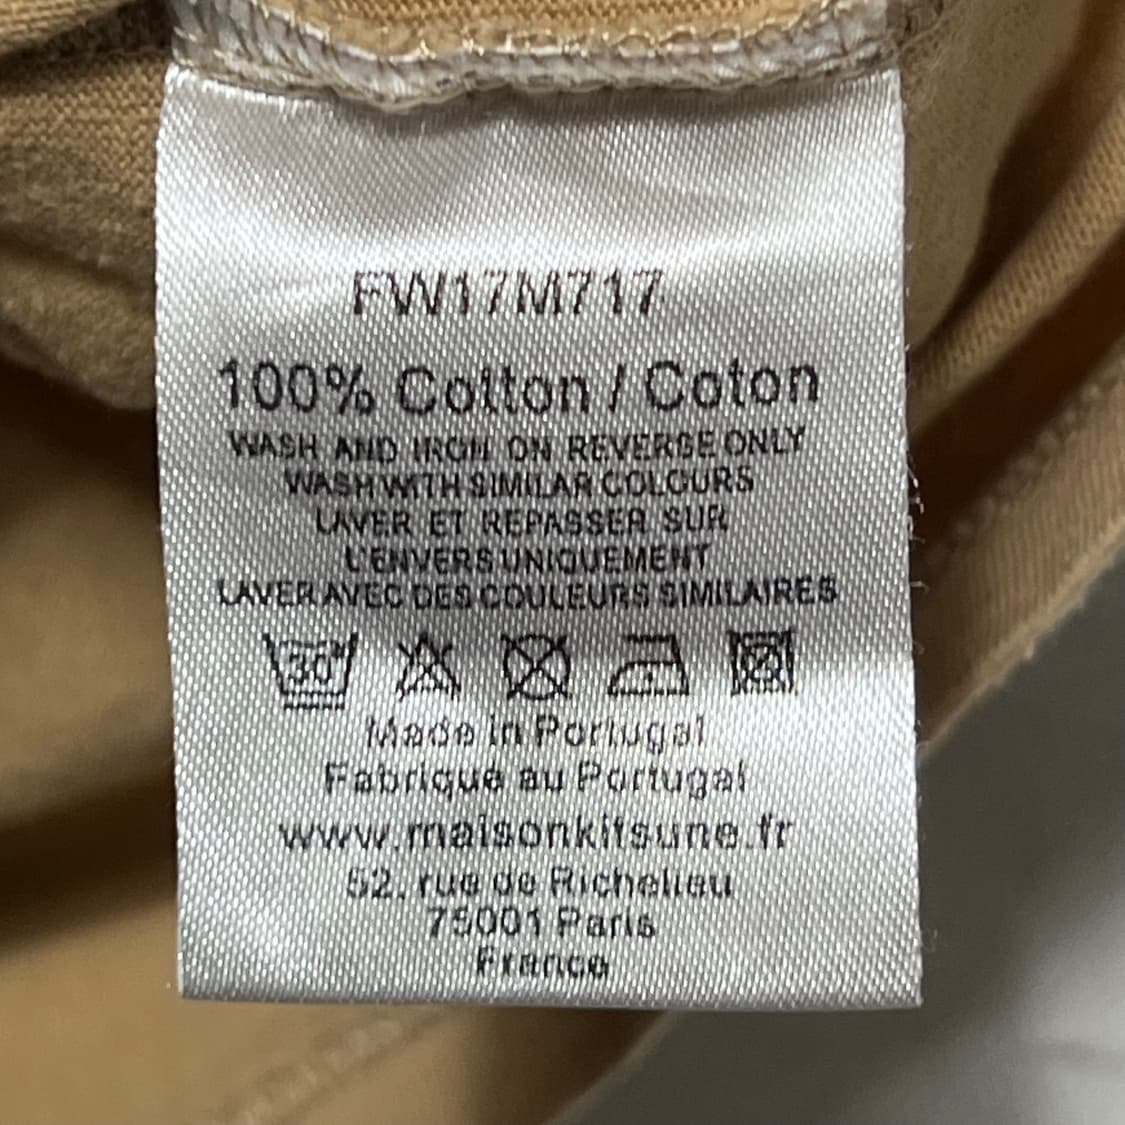 FW17M717
100% Cotton / Coton
WASH AND IRON ON REVERSE ONLY
WASH WITH SIMILAR COLOURS
LAVER ET REPASSER SUR
L'ENVERS UNIQUEMENT
LAVER AVEC DES COULEURS SIMILAIRES
30°
Made in Portugal
Fabrique au Portugal
www.maisonkitsune.fr
52, rue de Richelieu
75001 Paris
France